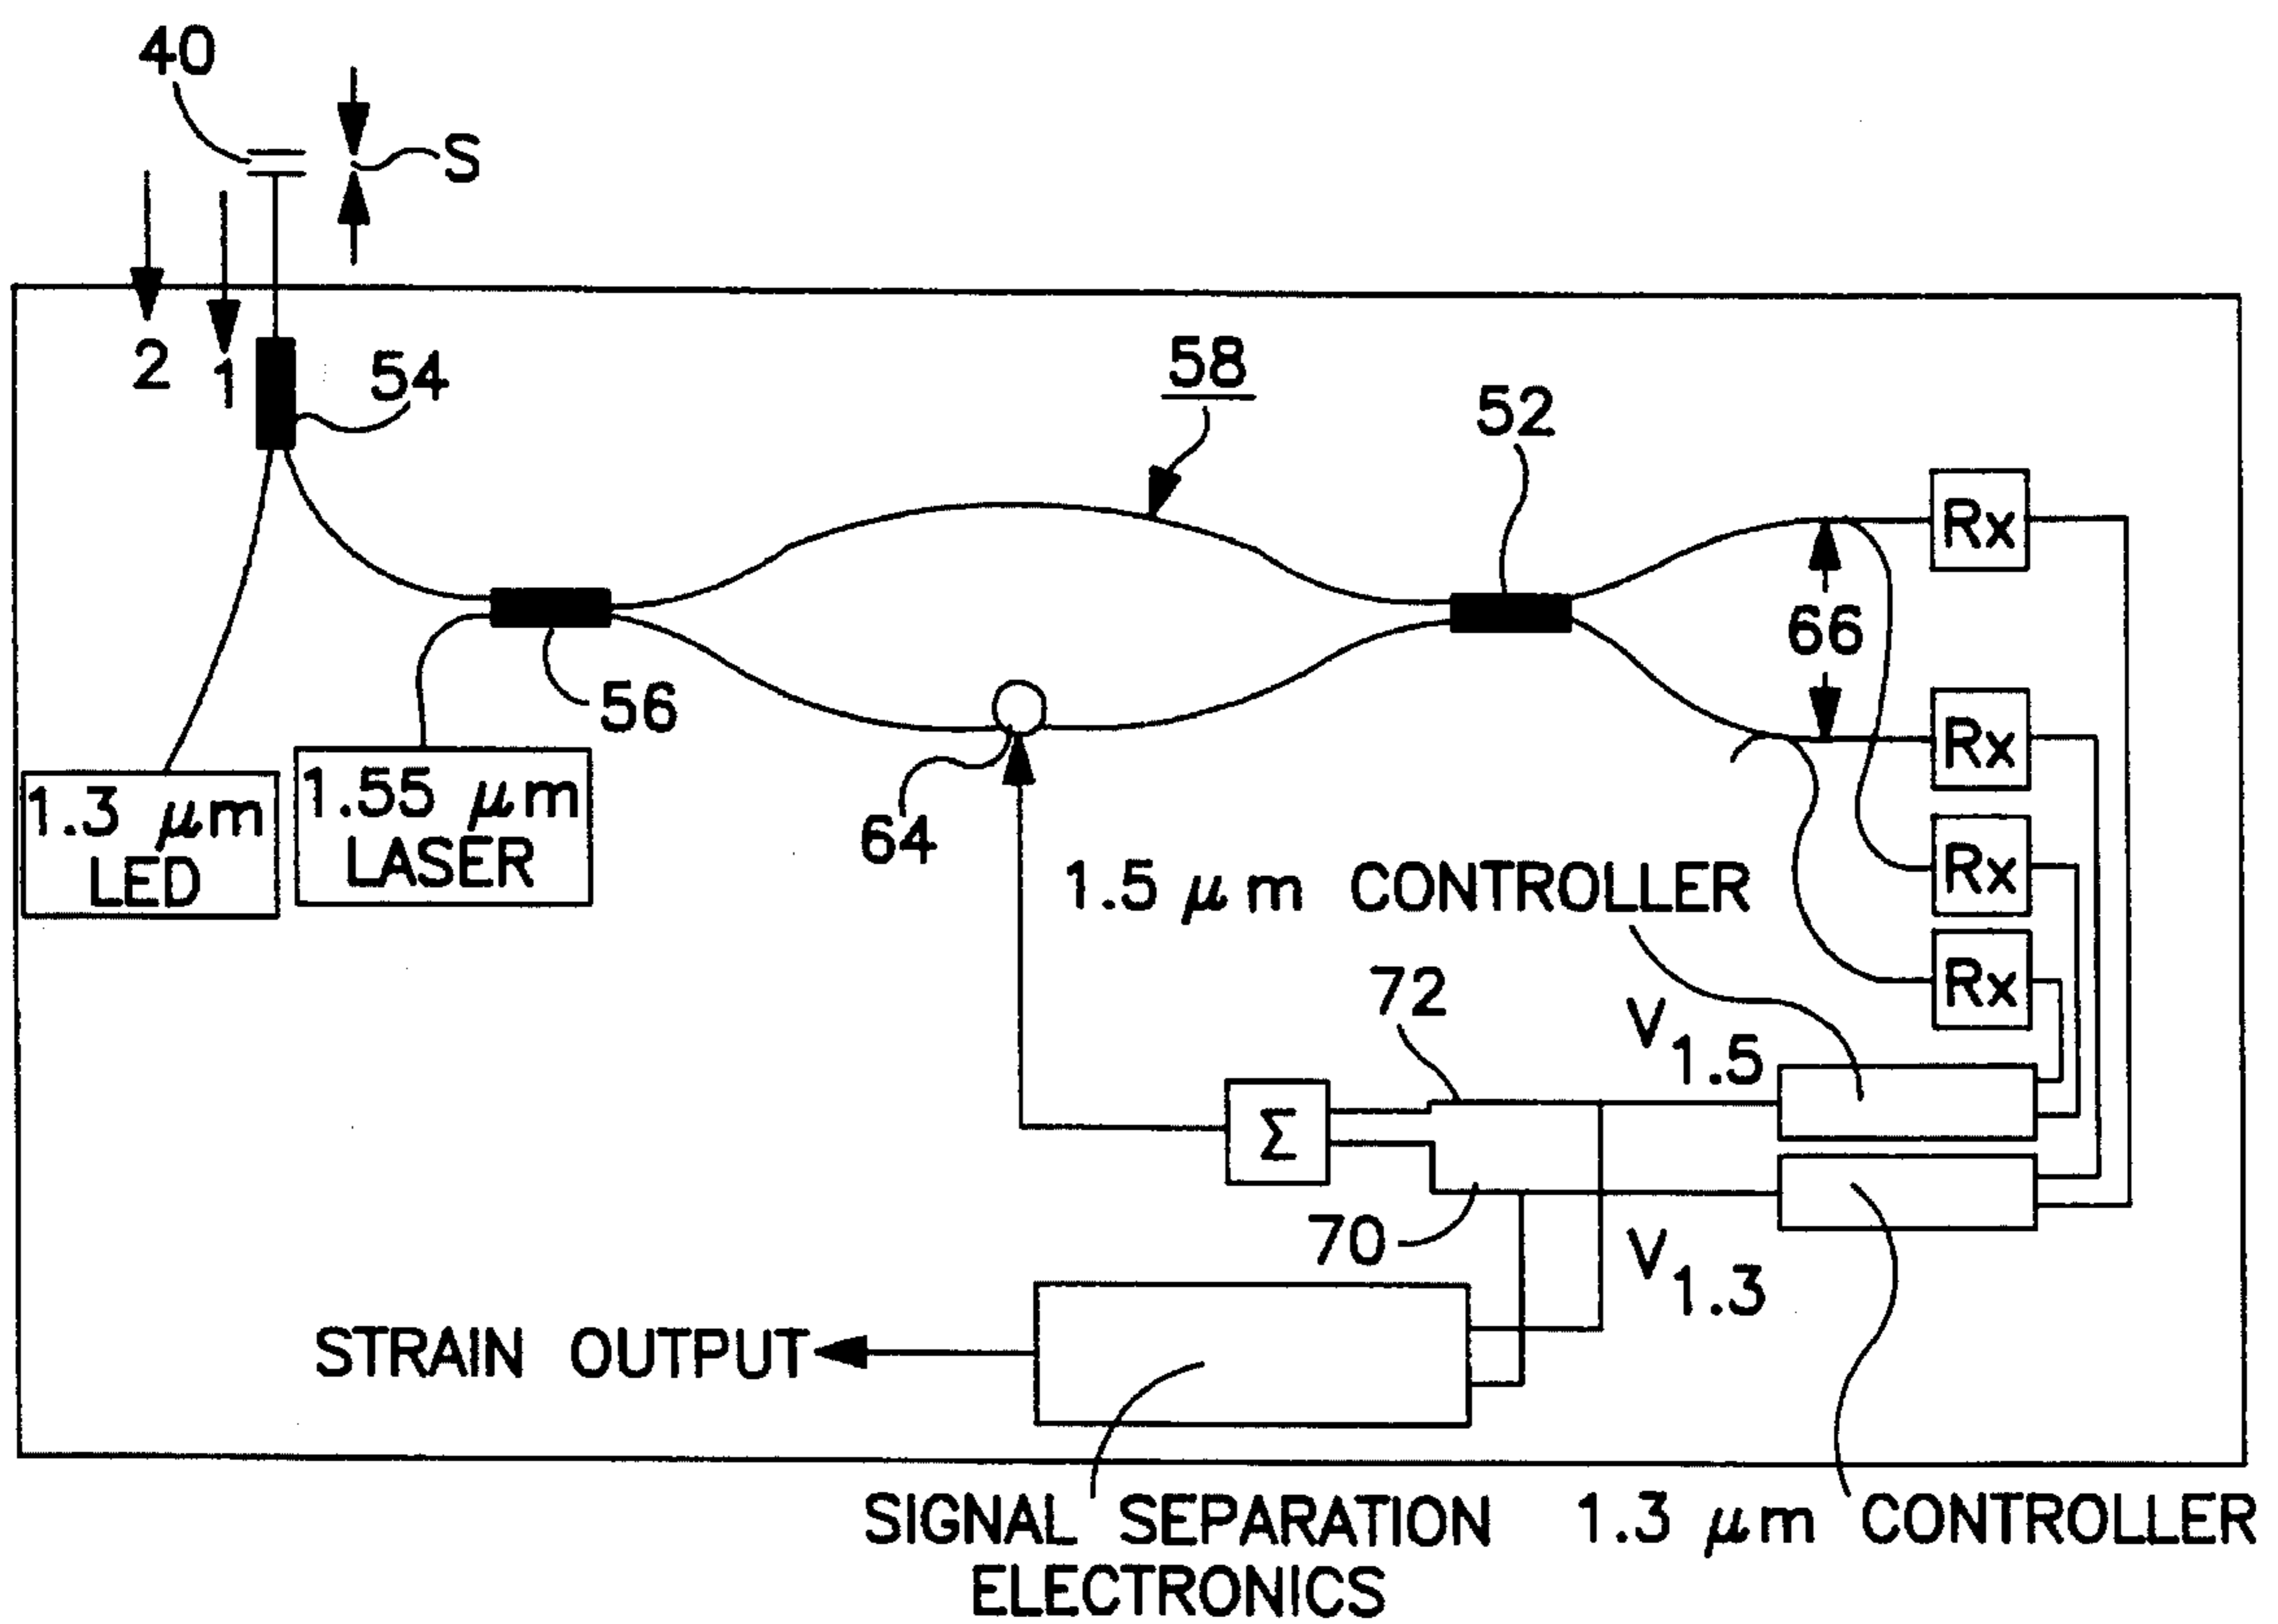 40
S
2
1
54
58
52
Rx
66
56
Rx
1.3 μm
LED
1.55 μm
LASER
64
Rx
1.5 μm CONTROLLER
Rx
72
V1.5
Σ
70
V1.3
STRAIN OUTPUT
SIGNAL SEPARATION
ELECTRONICS
1.3 μm CONTROLLER